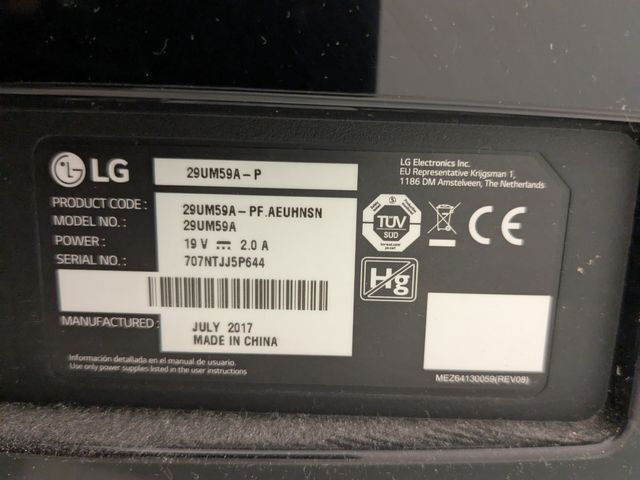 LG
29UM59A-P
PRODUCT CODE : 29UM59A-PF.AEUHNSN
MODEL NO. : 29UM59A
POWER : 19 V ⎓ 2.0 A
SERIAL NO. : 707NTJJ5P644
MANUFACTURED : JULY 2017
MADE IN CHINA
Información detallada en el manual de usuario.
Use only power supplies listed in the user instructions
LG Electronics Inc.
EU Representative Krijgsman 1,
1186 DM Amstelveen, The Netherlands
TÜV
SUD
CE
Hg
MEZ64130059(REV08)